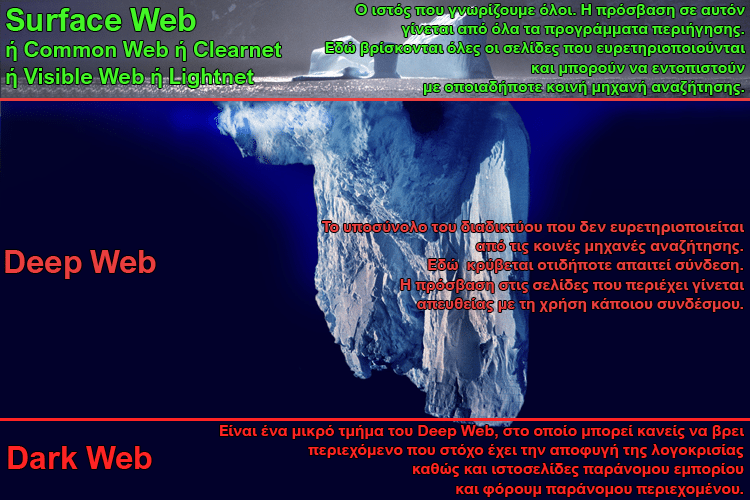 Surface Web
ή Common Web ή Clearnet
ή Visible Web ή Lightnet
Ο ιστός που γνωρίζουμε όλοι. Η πρόσβαση σε αυτόν
γίνεται από όλα τα προγράμματα περιήγησης.
Εδώ βρίσκονται όλες οι σελίδες που ευρετηριοποιούνται
και μπορούν να εντοπιστούν
με οποιαδήποτε κοινή μηχανή αναζήτησης.
Deep Web
Το υποσύνολο του διαδικτύου που δεν ευρετηριοποιείται
από τις κοινές μηχανές αναζήτησης.
Εδώ κρύβεται οτιδήποτε απαιτεί σύνδεση.
Η πρόσβαση στις σελίδες που περιέχει γίνεται
απευθείας με τη χρήση κάποιου συνδέσμου.
Dark Web
Είναι ένα μικρό τμήμα του Deep Web, στο οποίο μπορεί κανείς να βρει
περιεχόμενο που στόχο έχει την αποφυγή της λογοκρισίας
καθώς και ιστοσελίδες παράνομου εμπορίου
και φόρουμ παράνομου περιεχομένου.